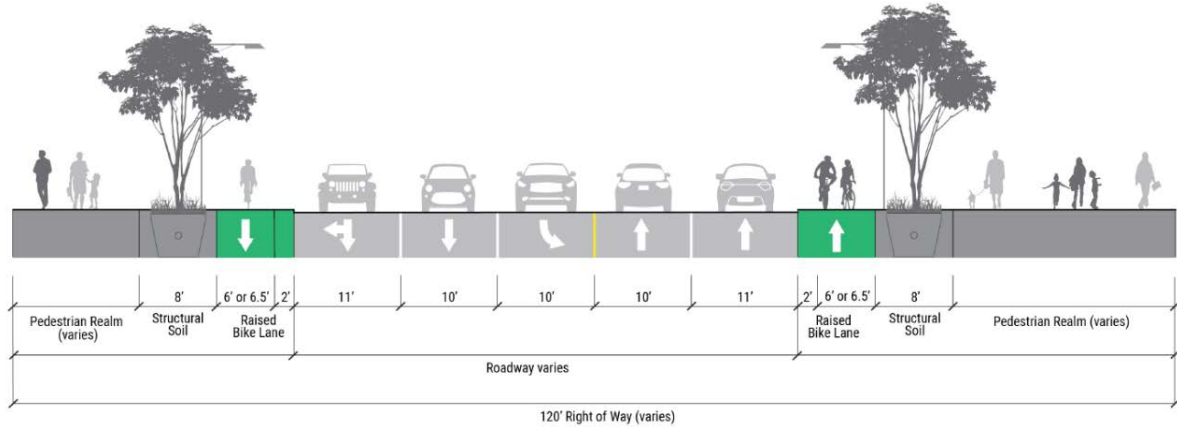 8’ 6’ or 6.5’ 2’ 11’ 10’ 10’ 10’ 11’ 2’ 6’ or 6.5’ 8’
Pedestrian Realm
(varies)
Structural
Soil
Raised
Bike Lane
Raised
Bike Lane
Structural
Soil
Pedestrian Realm (varies)
Roadway varies
120’ Right of Way (varies)